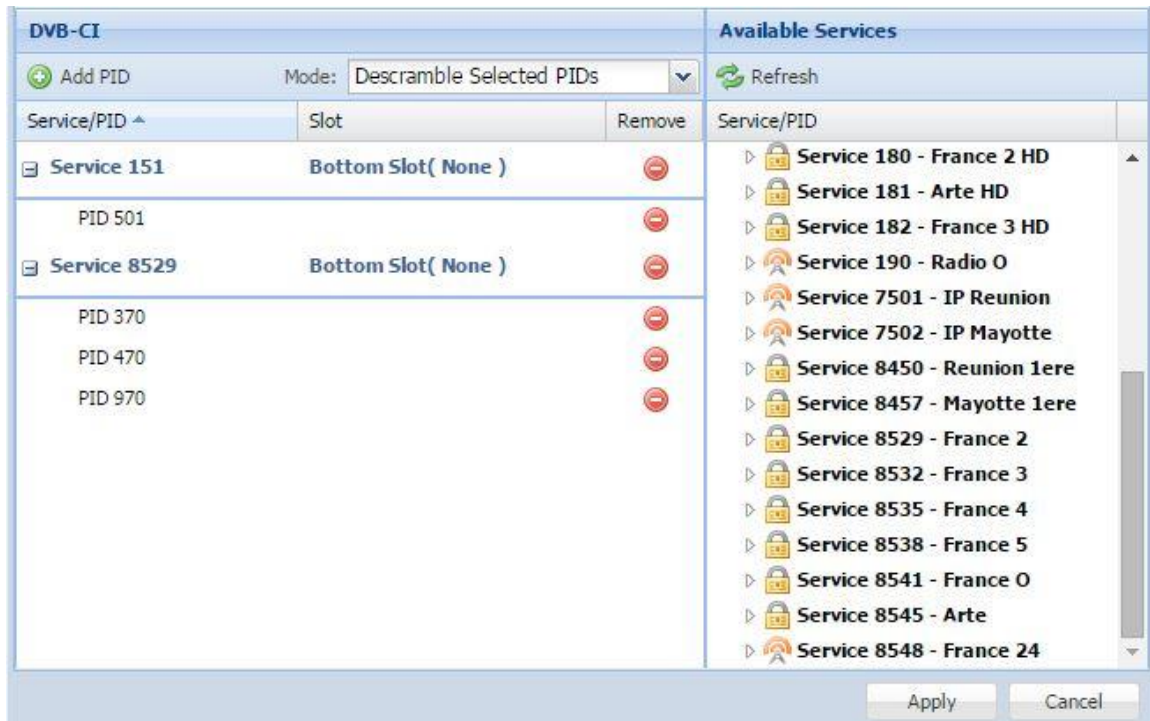 DVB-CI
Add PID Mode: Descramble Selected PIDs
Service/PID Slot Remove
Service 151 Bottom Slot( None )
PID 501
Service 8529 Bottom Slot( None )
PID 370
PID 470
PID 970
Available Services
Refresh
Service/PID
Service 180 - France 2 HD
Service 181 - Arte HD
Service 182 - France 3 HD
Service 190 - Radio O
Service 7501 - IP Reunion
Service 7502 - IP Mayotte
Service 8450 - Reunion 1ere
Service 8457 - Mayotte 1ere
Service 8529 - France 2
Service 8532 - France 3
Service 8535 - France 4
Service 8538 - France 5
Service 8541 - France O
Service 8545 - Arte
Service 8548 - France 24
Apply Cancel